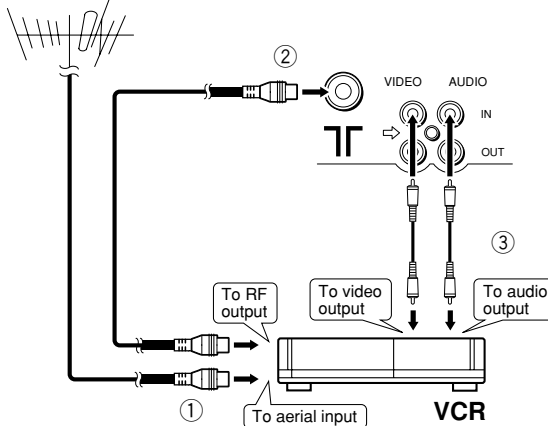 ②
VIDEO AUDIO
IN
OUT
③
To RF
output
To video
output
To audio
output
①
To aerial input
VCR